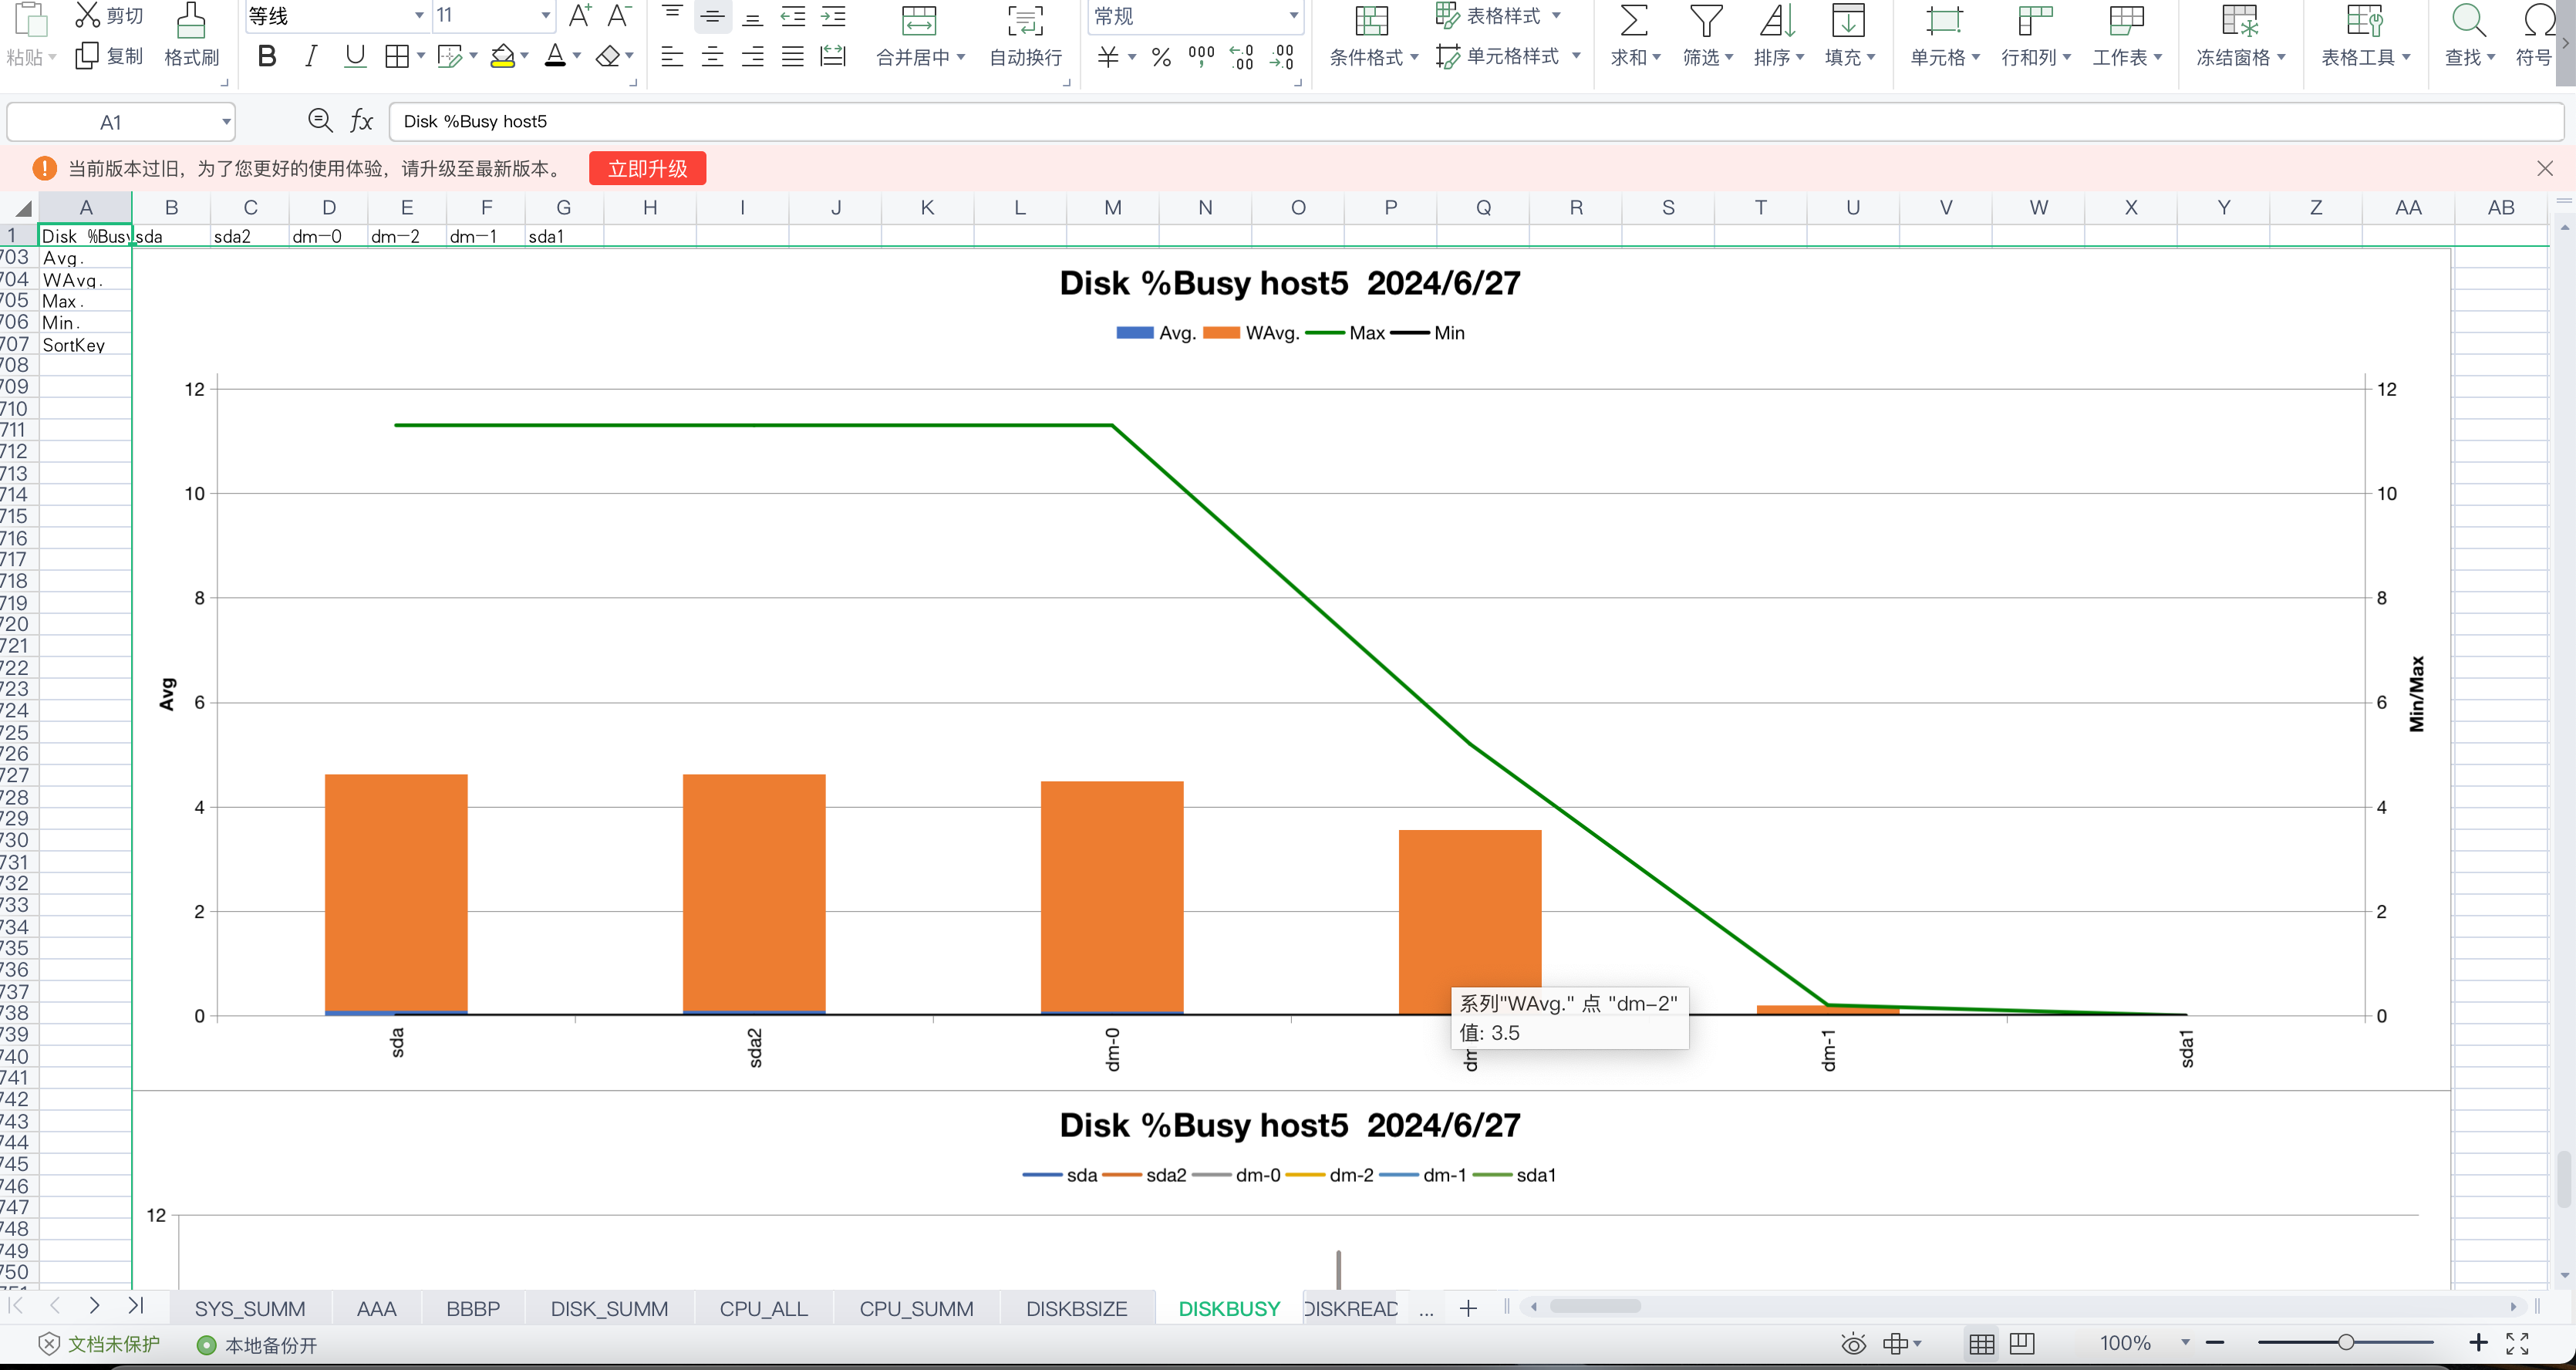 剪切 等线 11 A+ A- 常规 表格样式
粘贴 复制 格式刷 B I U A 合并居中 自动换行 ¥ % 000 ←.0 .00 .00 →.0 条件格式 单元格样式 求和 筛选 排序 填充 单元格 行和列 工作表 冻结窗格 表格工具 查找 符号
A1 fx Disk %Busy host5
当前版本过旧，为了您更好的使用体验，请升级至最新版本。 立即升级
A B C D E F G H I J K L M N O P Q R S T U V W X Y Z AA AB
1 Disk %Bus sda sda2 dm-0 dm-2 dm-1 sda1
703 Avg.
704 WAvg.
705 Max.
706 Min.
707 SortKey
708
709
710
711
712
713
714
715
716
717
718
719
720
721
722
723
724
725
726
727
728
729
730
731
732
733
734
735
736
737
738
739
740
741
742
743
744
745
746
747
748
749
750
Disk %Busy host5 2024/6/27
Avg. WAvg. Max Min
12 12
10 10
8 8
6 6
4 4
2 2
0 0
Avg
Min/Max
sda sda2 dm-0 dm dm-1 sda1
系列"WAvg." 点 "dm-2"
值: 3.5
Disk %Busy host5 2024/6/27
sda sda2 dm-0 dm-2 dm-1 sda1
12
SYS_SUMM AAA BBBP DISK_SUMM CPU_ALL CPU_SUMM DISKBSIZE DISKBUSY DISKREAD ... +
文档未保护 本地备份开 100% − +